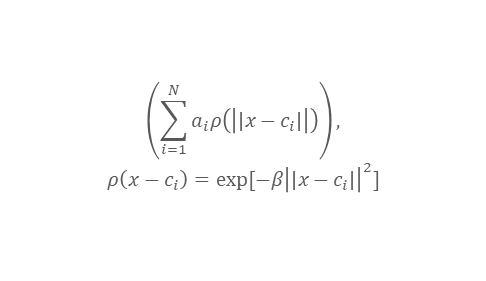 (∑_{i=1}^{N} a_i ρ(||x − c_i||)),
ρ(x − c_i) = exp[−β||x − c_i||²]